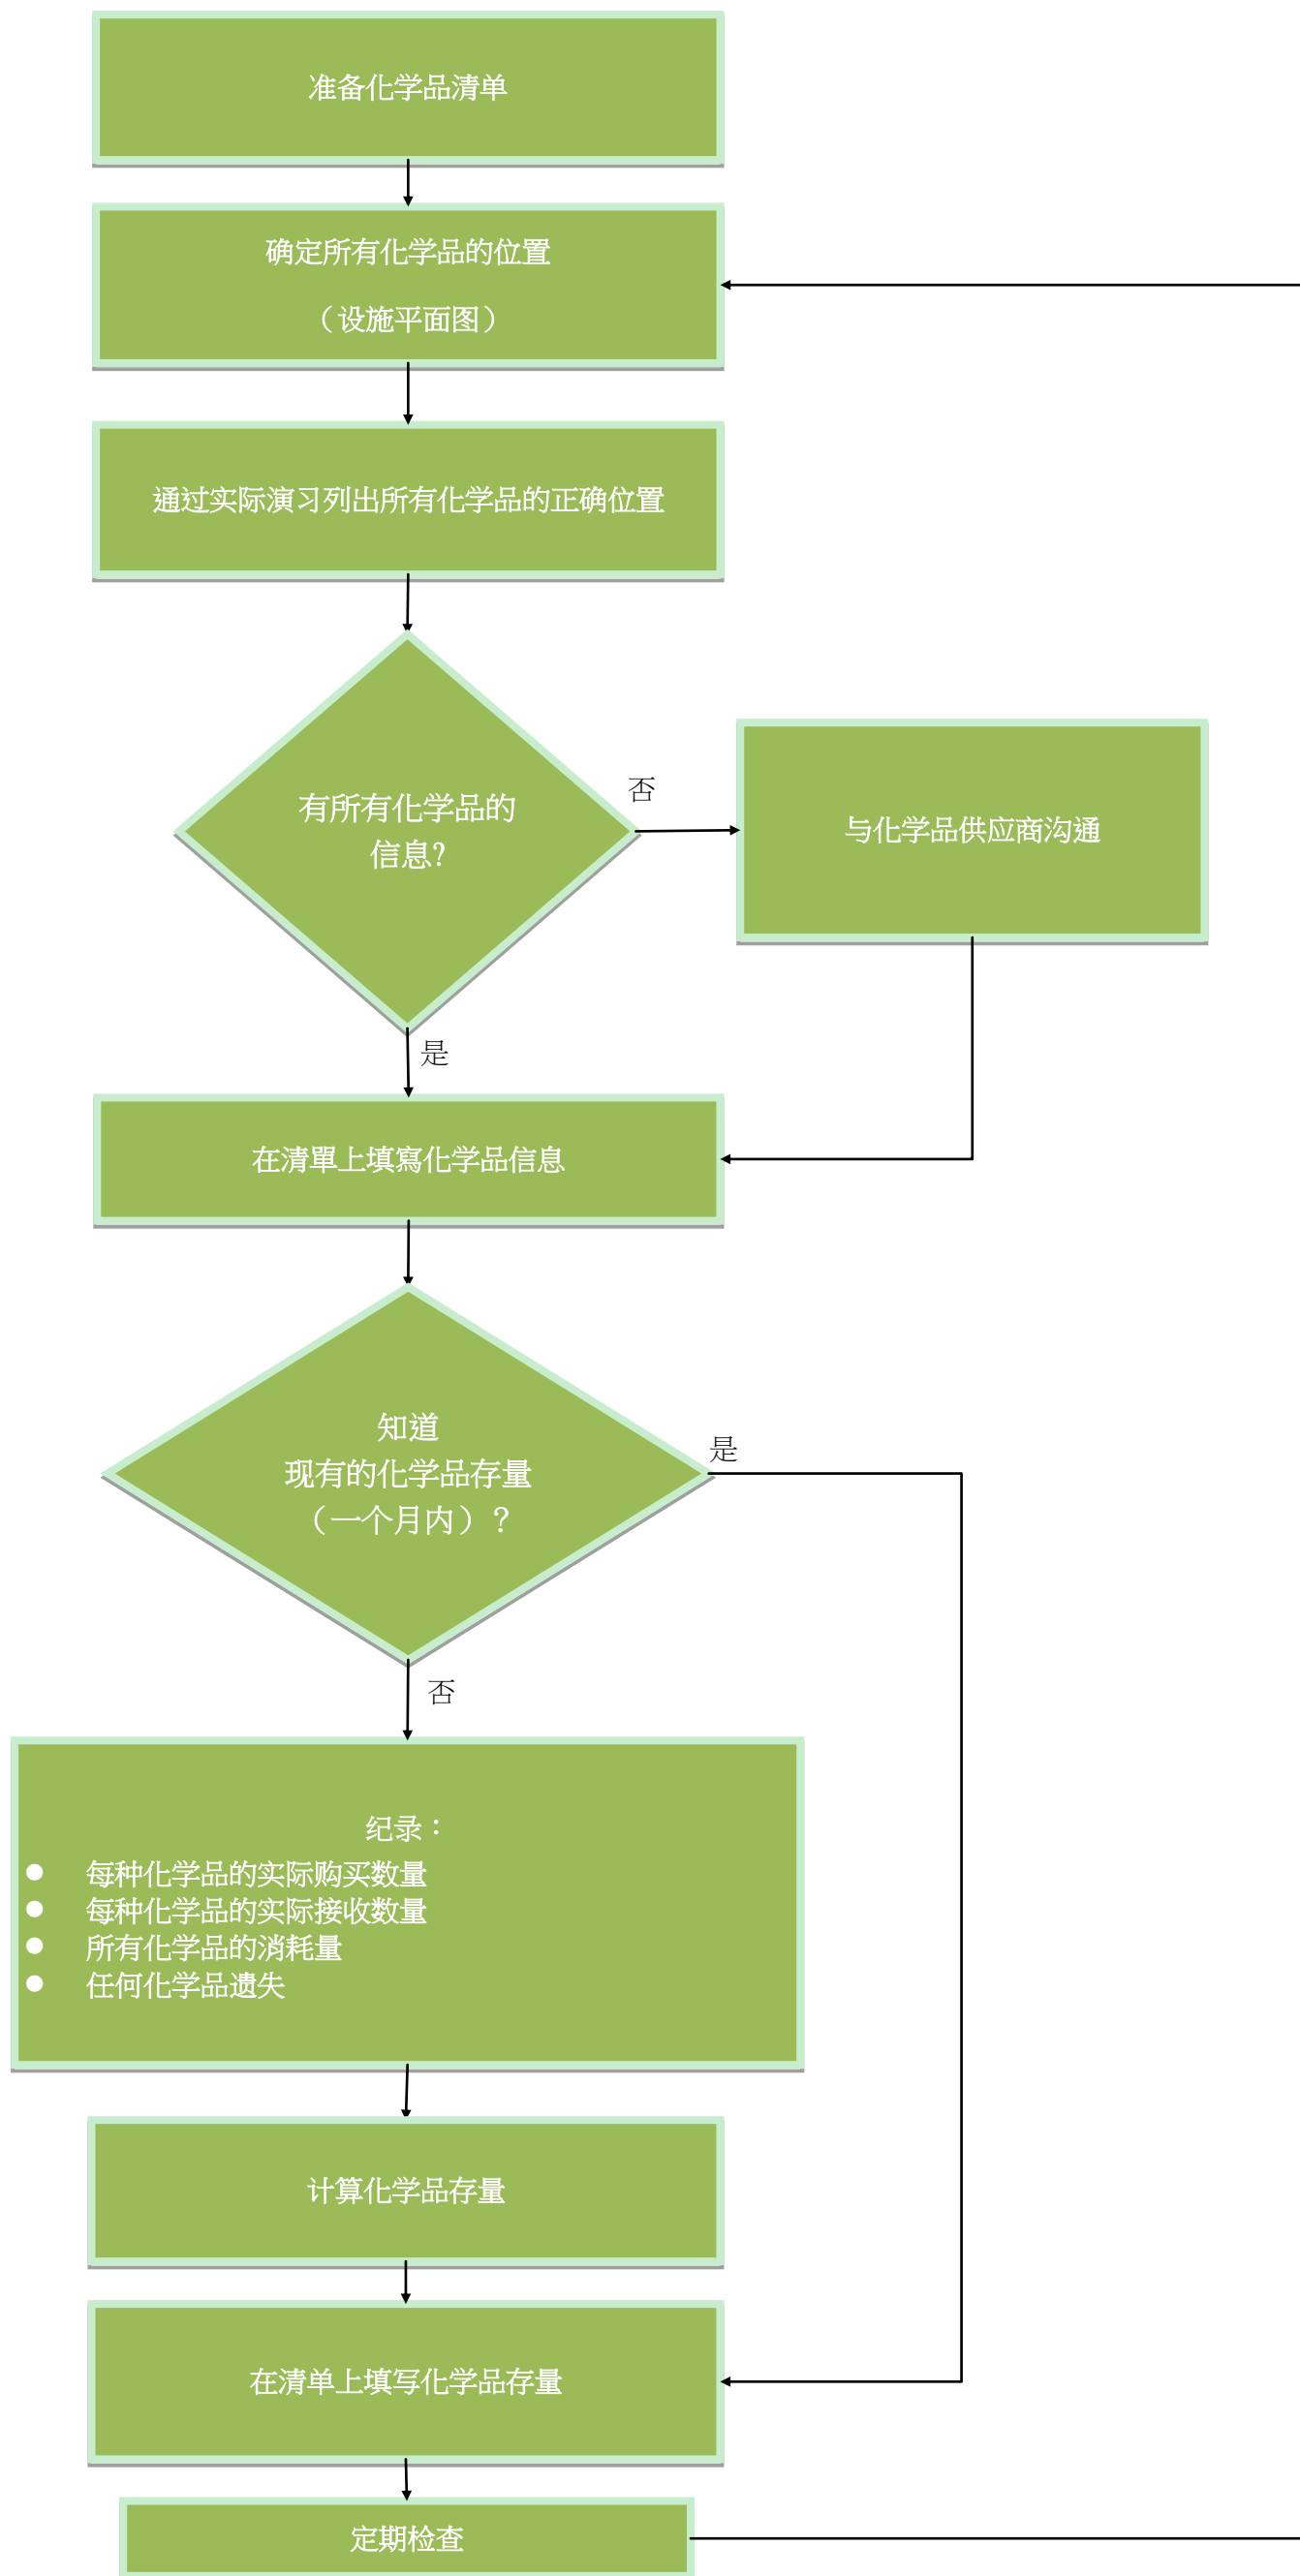 准备化学品清单
确定所有化学品的位置
（设施平面图）
通过实际演习列出所有化学品的正确位置
有所有化学品的
信息?
否
与化学品供应商沟通
是
在清單上填寫化学品信息
知道
现有的化学品存量
（一个月内）?
是
否
纪录：
● 每种化学品的实际购买数量
● 每种化学品的实际接收数量
● 所有化学品的消耗量
● 任何化学品遗失
计算化学品存量
在清单上填写化学品存量
定期检查